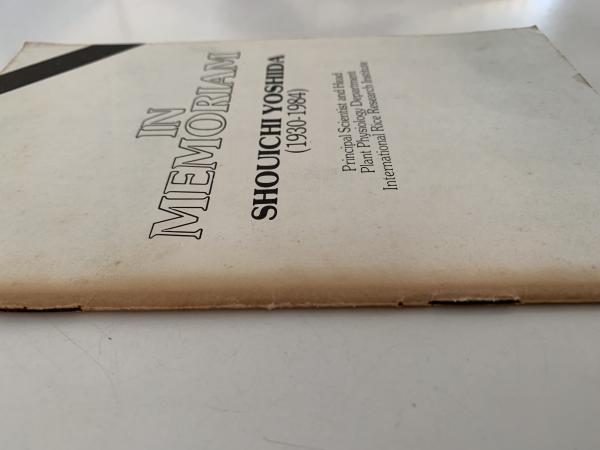 IN
MEMORIAM
SHOUICHI YOSHIDA
(1930-1984)
Principal Scientist and Head
Plant Physiology Department
International Rice Research Institute